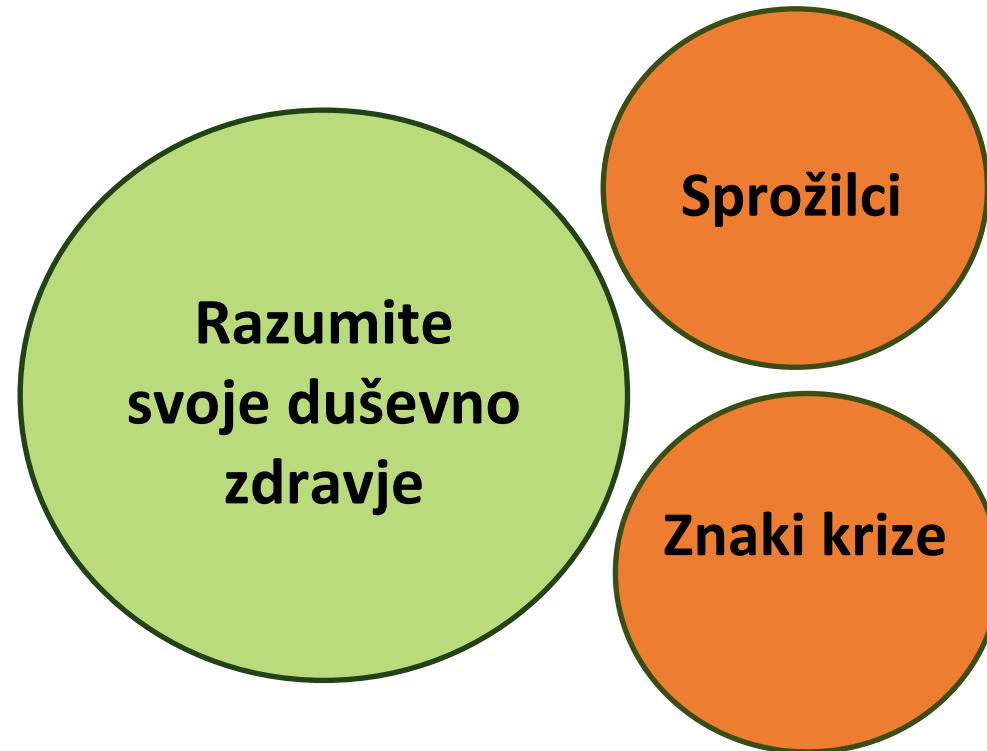 Razumite
svoje duševno
zdravje
Sprožilci
Znaki krize